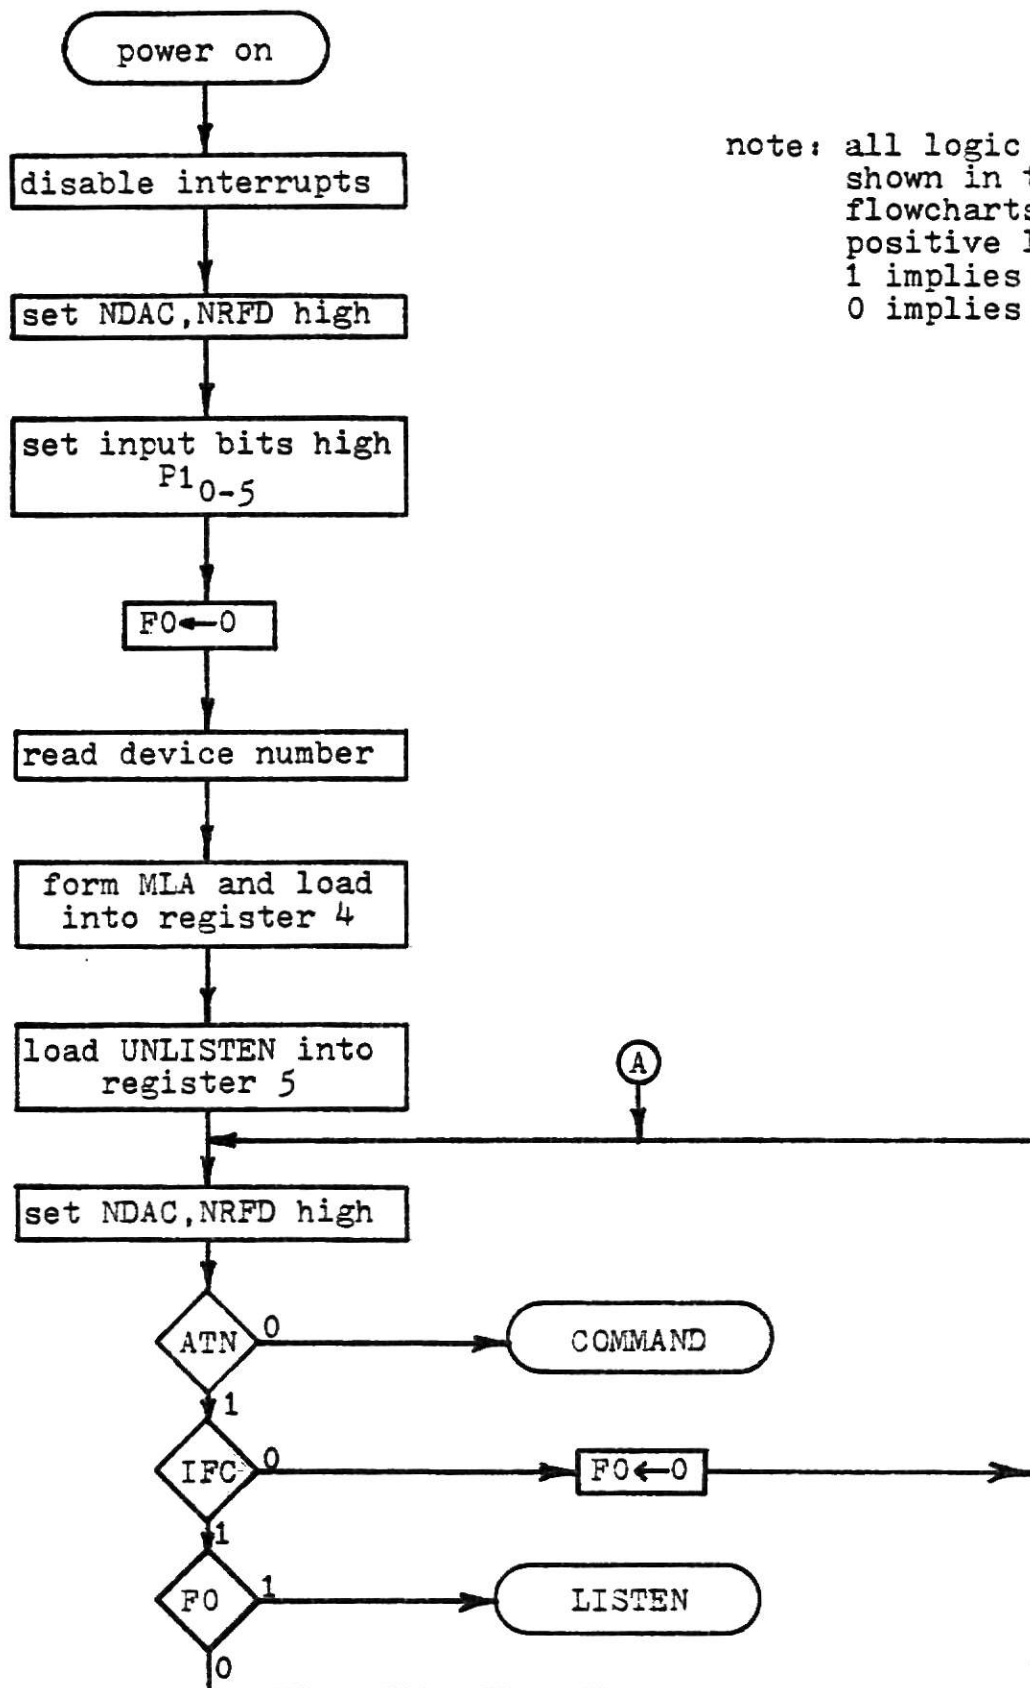 power on
note: all logic
shown in
flowcharts
positive
1 implies
0 implies
disable interrupts
set NDAC,NRFD high
set input bits high
P1 0-5
F0←0
read device number
form MLA and load
into register 4
load UNLISTEN into
register 5
A
set NDAC,NRFD high
ATN
0
COMMAND
1
IFC
0
F0←0
1
F0
1
LISTEN
0